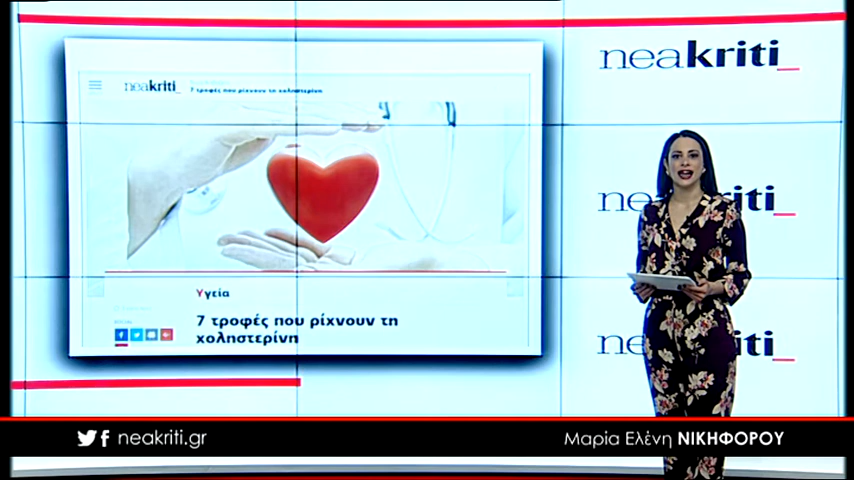 neakriti_
neakriti_
7 τροφές που ρίχνουν τη χοληστερίνη
Υγεία
7 τροφές που ρίχνουν τη
χοληστερίνη
neakriti_
neakriti_
neakriti.gr
Μαρία Ελένη ΝΙΚΗΦΟΡΟΥ